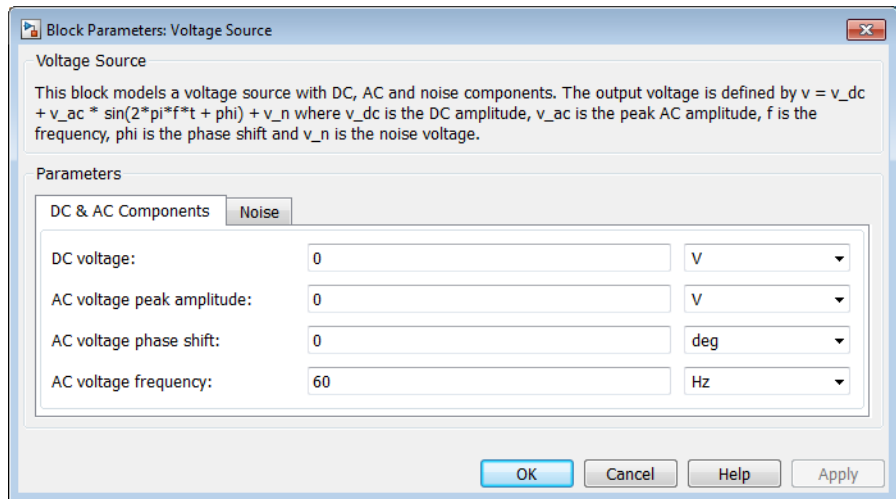 Block Parameters: Voltage Source
Voltage Source
This block models a voltage source with DC, AC and noise components. The output voltage is defined by v = v_dc
+ v_ac * sin(2*pi*f*t + phi) + v_n where v_dc is the DC amplitude, v_ac is the peak AC amplitude, f is the
frequency, phi is the phase shift and v_n is the noise voltage.
Parameters
DC & AC Components Noise
DC voltage: 0 V
AC voltage peak amplitude: 0 V
AC voltage phase shift: 0 deg
AC voltage frequency: 60 Hz
OK Cancel Help Apply